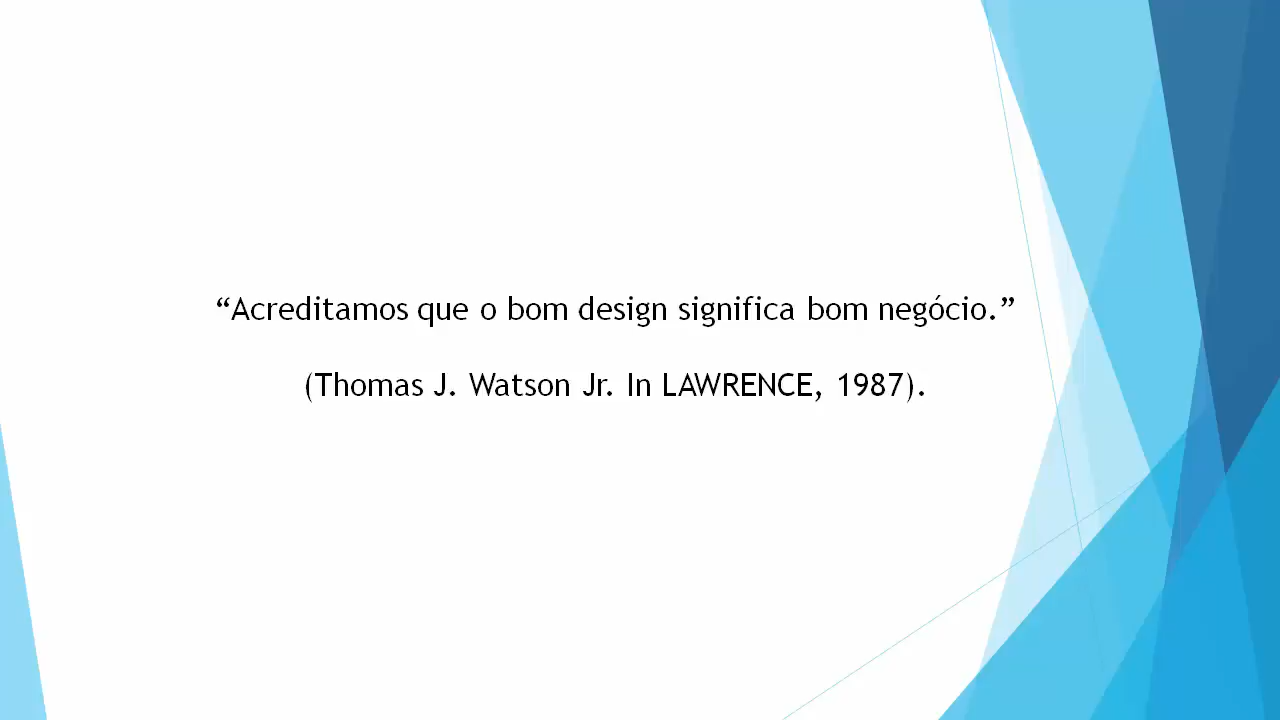 “Acreditamos que o bom design significa bom negócio.”
(Thomas J. Watson Jr. In LAWRENCE, 1987).